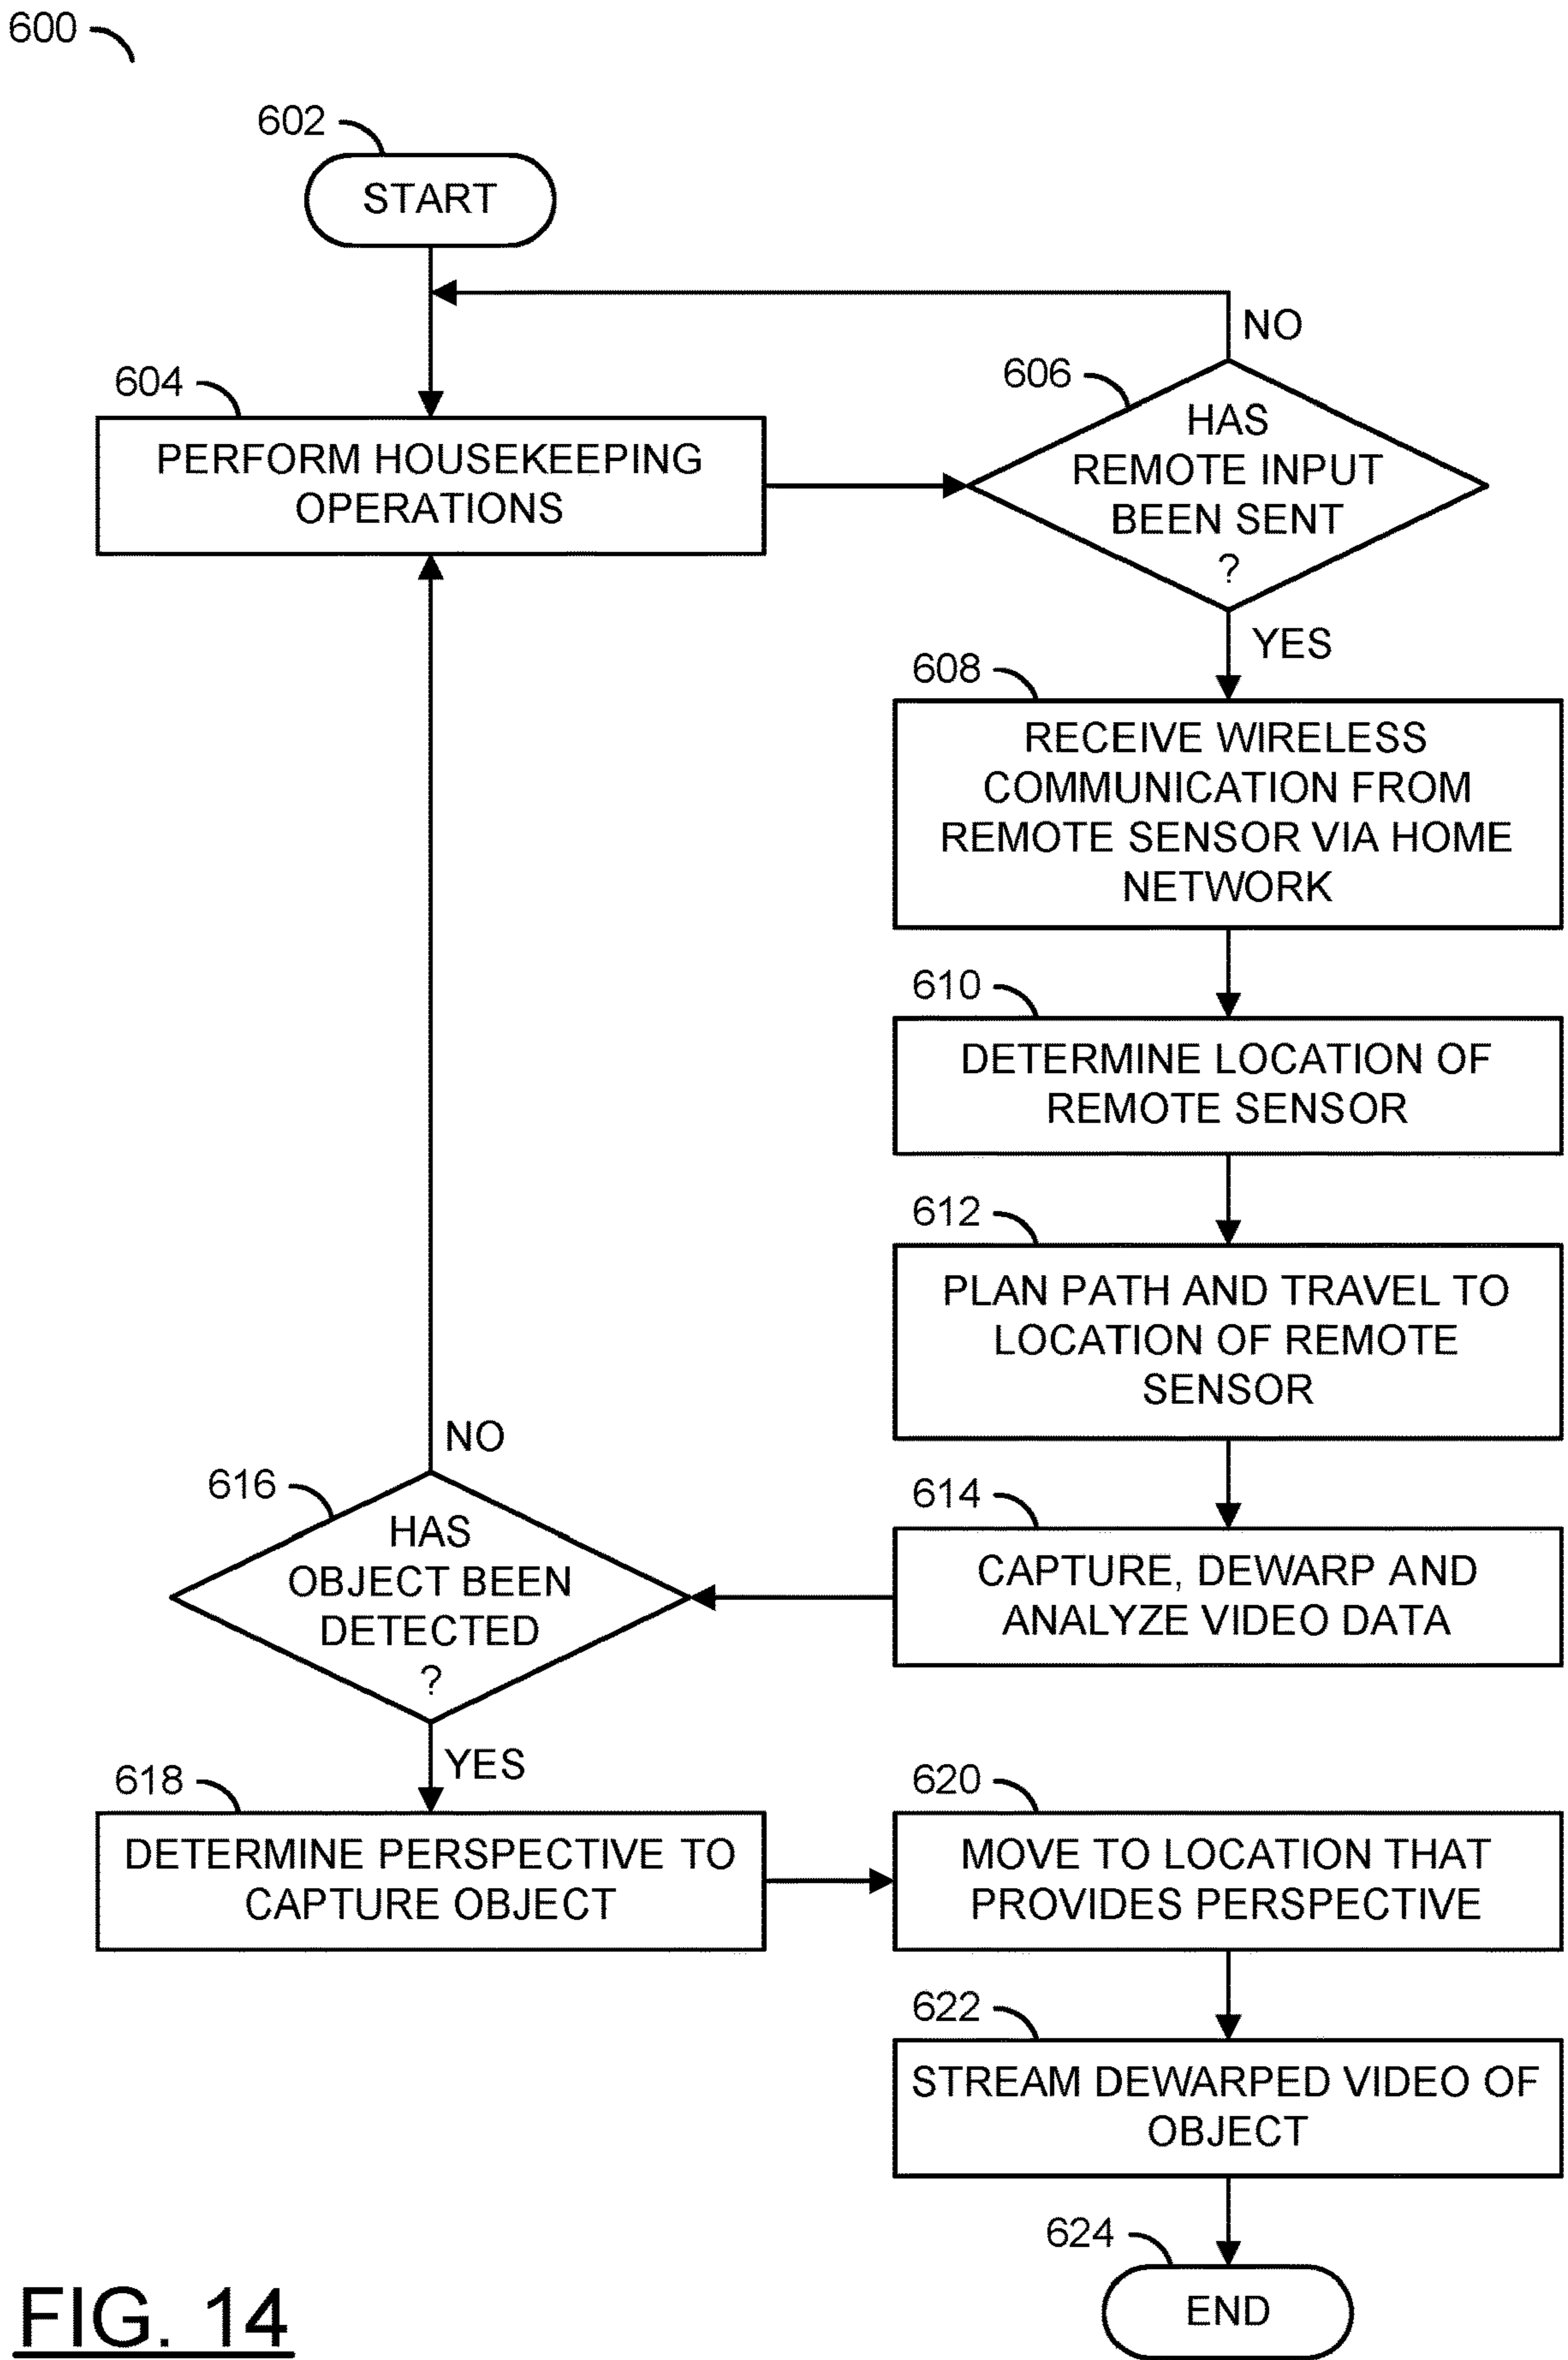 600
602
START
NO
604
606
PERFORM HOUSEKEEPING
OPERATIONS
HAS
REMOTE INPUT
BEEN SENT
?
YES
608
RECEIVE WIRELESS
COMMUNICATION FROM
REMOTE SENSOR VIA HOME
NETWORK
610
DETERMINE LOCATION OF
REMOTE SENSOR
612
PLAN PATH AND TRAVEL TO
LOCATION OF REMOTE
SENSOR
614
CAPTURE, DEWARP AND
ANALYZE VIDEO DATA
NO
616
HAS
OBJECT BEEN
DETECTED
?
YES
618
DETERMINE PERSPECTIVE TO
CAPTURE OBJECT
620
MOVE TO LOCATION THAT
PROVIDES PERSPECTIVE
622
STREAM DEWARPED VIDEO OF
OBJECT
624
END
FIG. 14